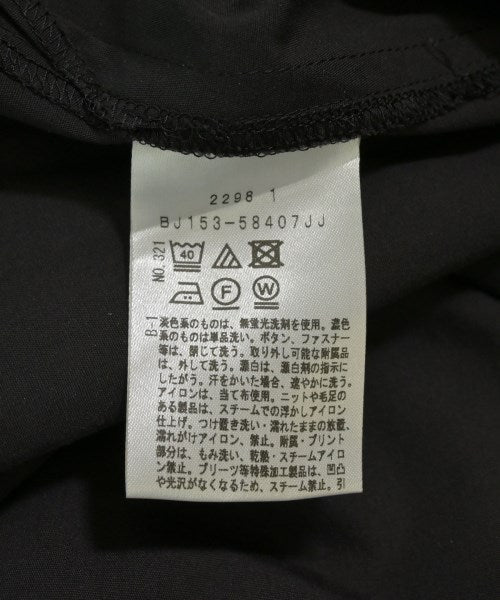 2298 1
BJ153-58407JJ
NO.321
40
F
W
B-1
淡色系のものは、無蛍光洗剤を使用。濃色
系のものは単品洗い。ボタン、ファスナー
等は、閉じて洗う。取り外し可能な附属品
は、外して洗う。漂白は、漂白剤の指示に
したがう。汗をかいた場合、速やかに洗う。
アイロンは、当て布使用。ニットや毛足の
ある製品は、スチームでの浮かしアイロン
仕上げ。つけ置き洗い・濡れたままの放置、
濡れがけアイロン、禁止。附属・プリント
部分は、もみ洗い、乾燥・スチームアイロ
ン禁止。プリーツ等特殊加工製品は、凹凸
や光沢がなくなるため、スチーム禁止。引